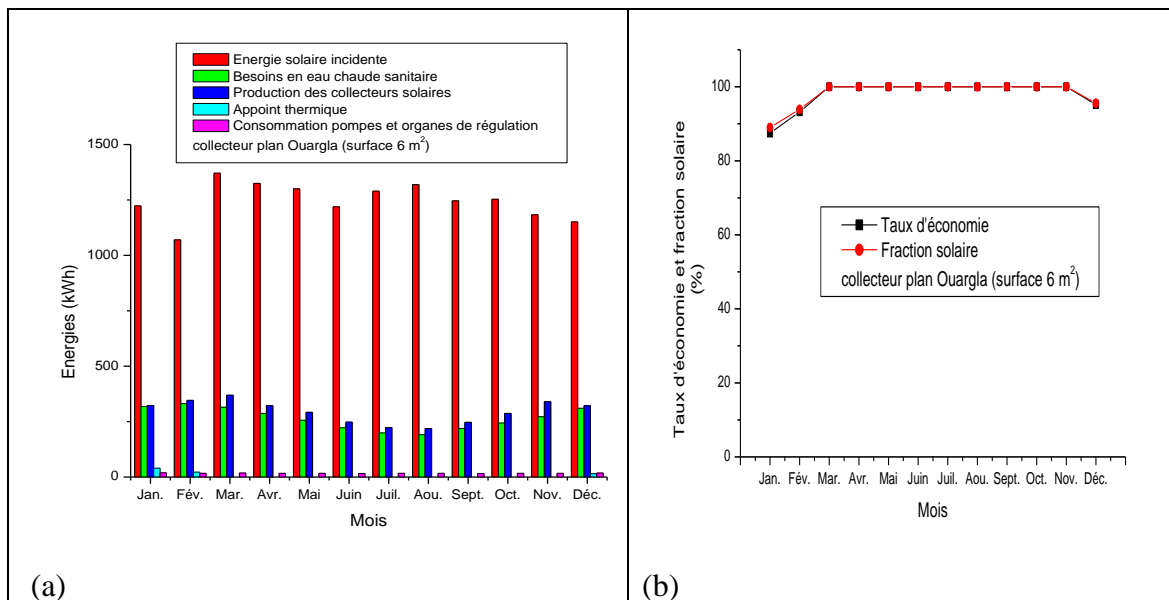 Energie solaire incidente
Besoins en eau chaude sanitaire
Production des collecteurs solaires
Appoint thermique
Consommation pompes et organes de régulation
collecteur plan Ouargla (surface 6 m²)
1500
1000
500
0
Energies (kWh)
Jan. Fév. Mar. Avr. Mai Juin Juil. Aou. Sept. Oct. Nov. Déc.
Mois
(a)
100
80
60
40
20
0
Taux d'économie et fraction solaire
(%)
Taux d'économie
Fraction solaire
collecteur plan Ouargla (surface 6 m²)
Jan. Fév. Mar. Avr. Mai Juin Juil. Aou. Sept. Oct. Nov. Déc.
Mois
(b)